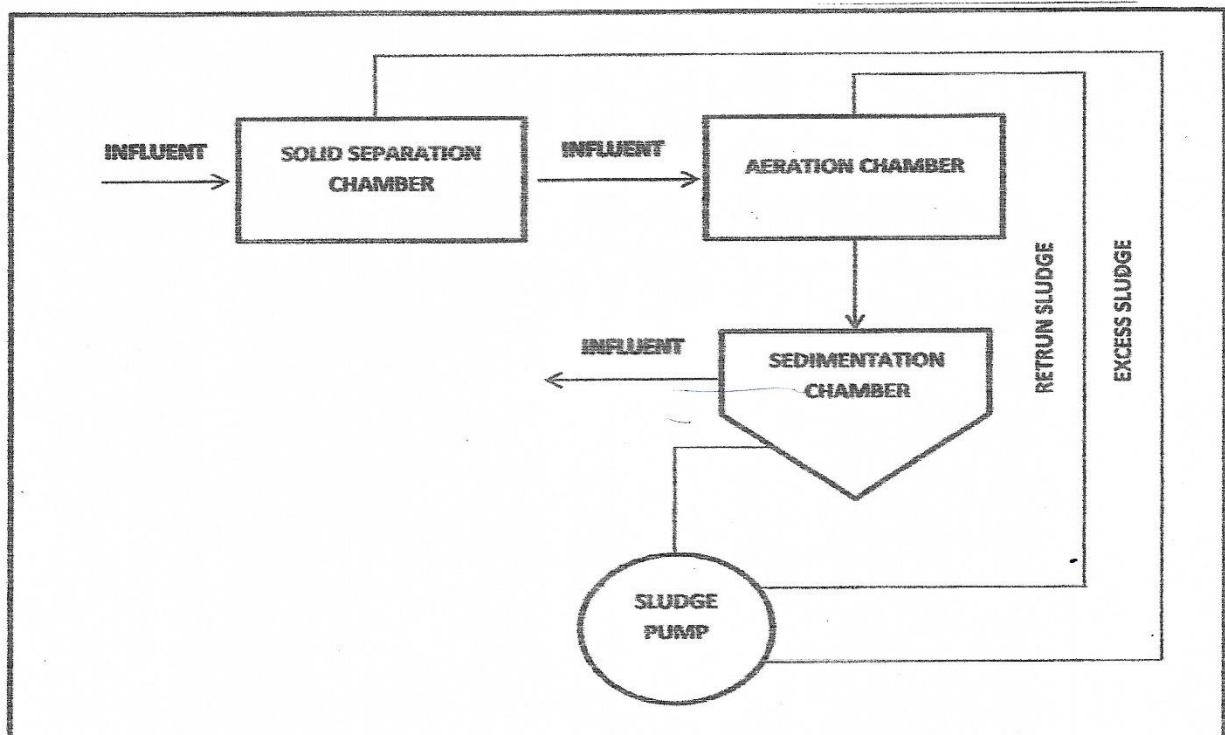 INFLUENT
SOLID SEPARATION
CHAMBER
INFLUENT
AERATION CHAMBER
RETRUN SLUDGE
EXCESS SLUDGE
INFLUENT
SEDIMENTATION
CHAMBER
SLUDGE
PUMP